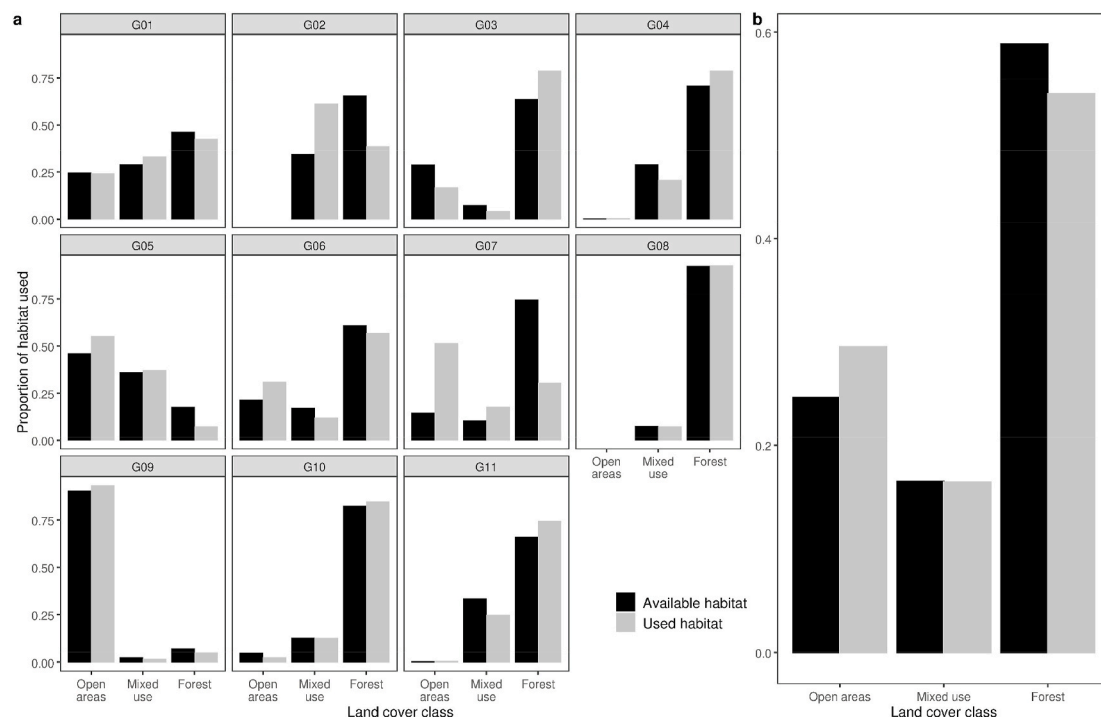 a
b
G01
G02
G03
G04
0.75
0.50
0.25
0.00
G05
G06
G07
G08
0.75
0.50
0.25
0.00
Open areas
Mixed use
Forest
G09
G10
G11
0.75
0.50
0.25
0.00
Open areas
Mixed use
Forest
Open areas
Mixed use
Forest
Open areas
Mixed use
Forest
Proportion of habitat used
Land cover class
Available habitat
Used habitat
0.6
0.4
0.2
0.0
Open areas
Mixed use
Forest
Land cover class